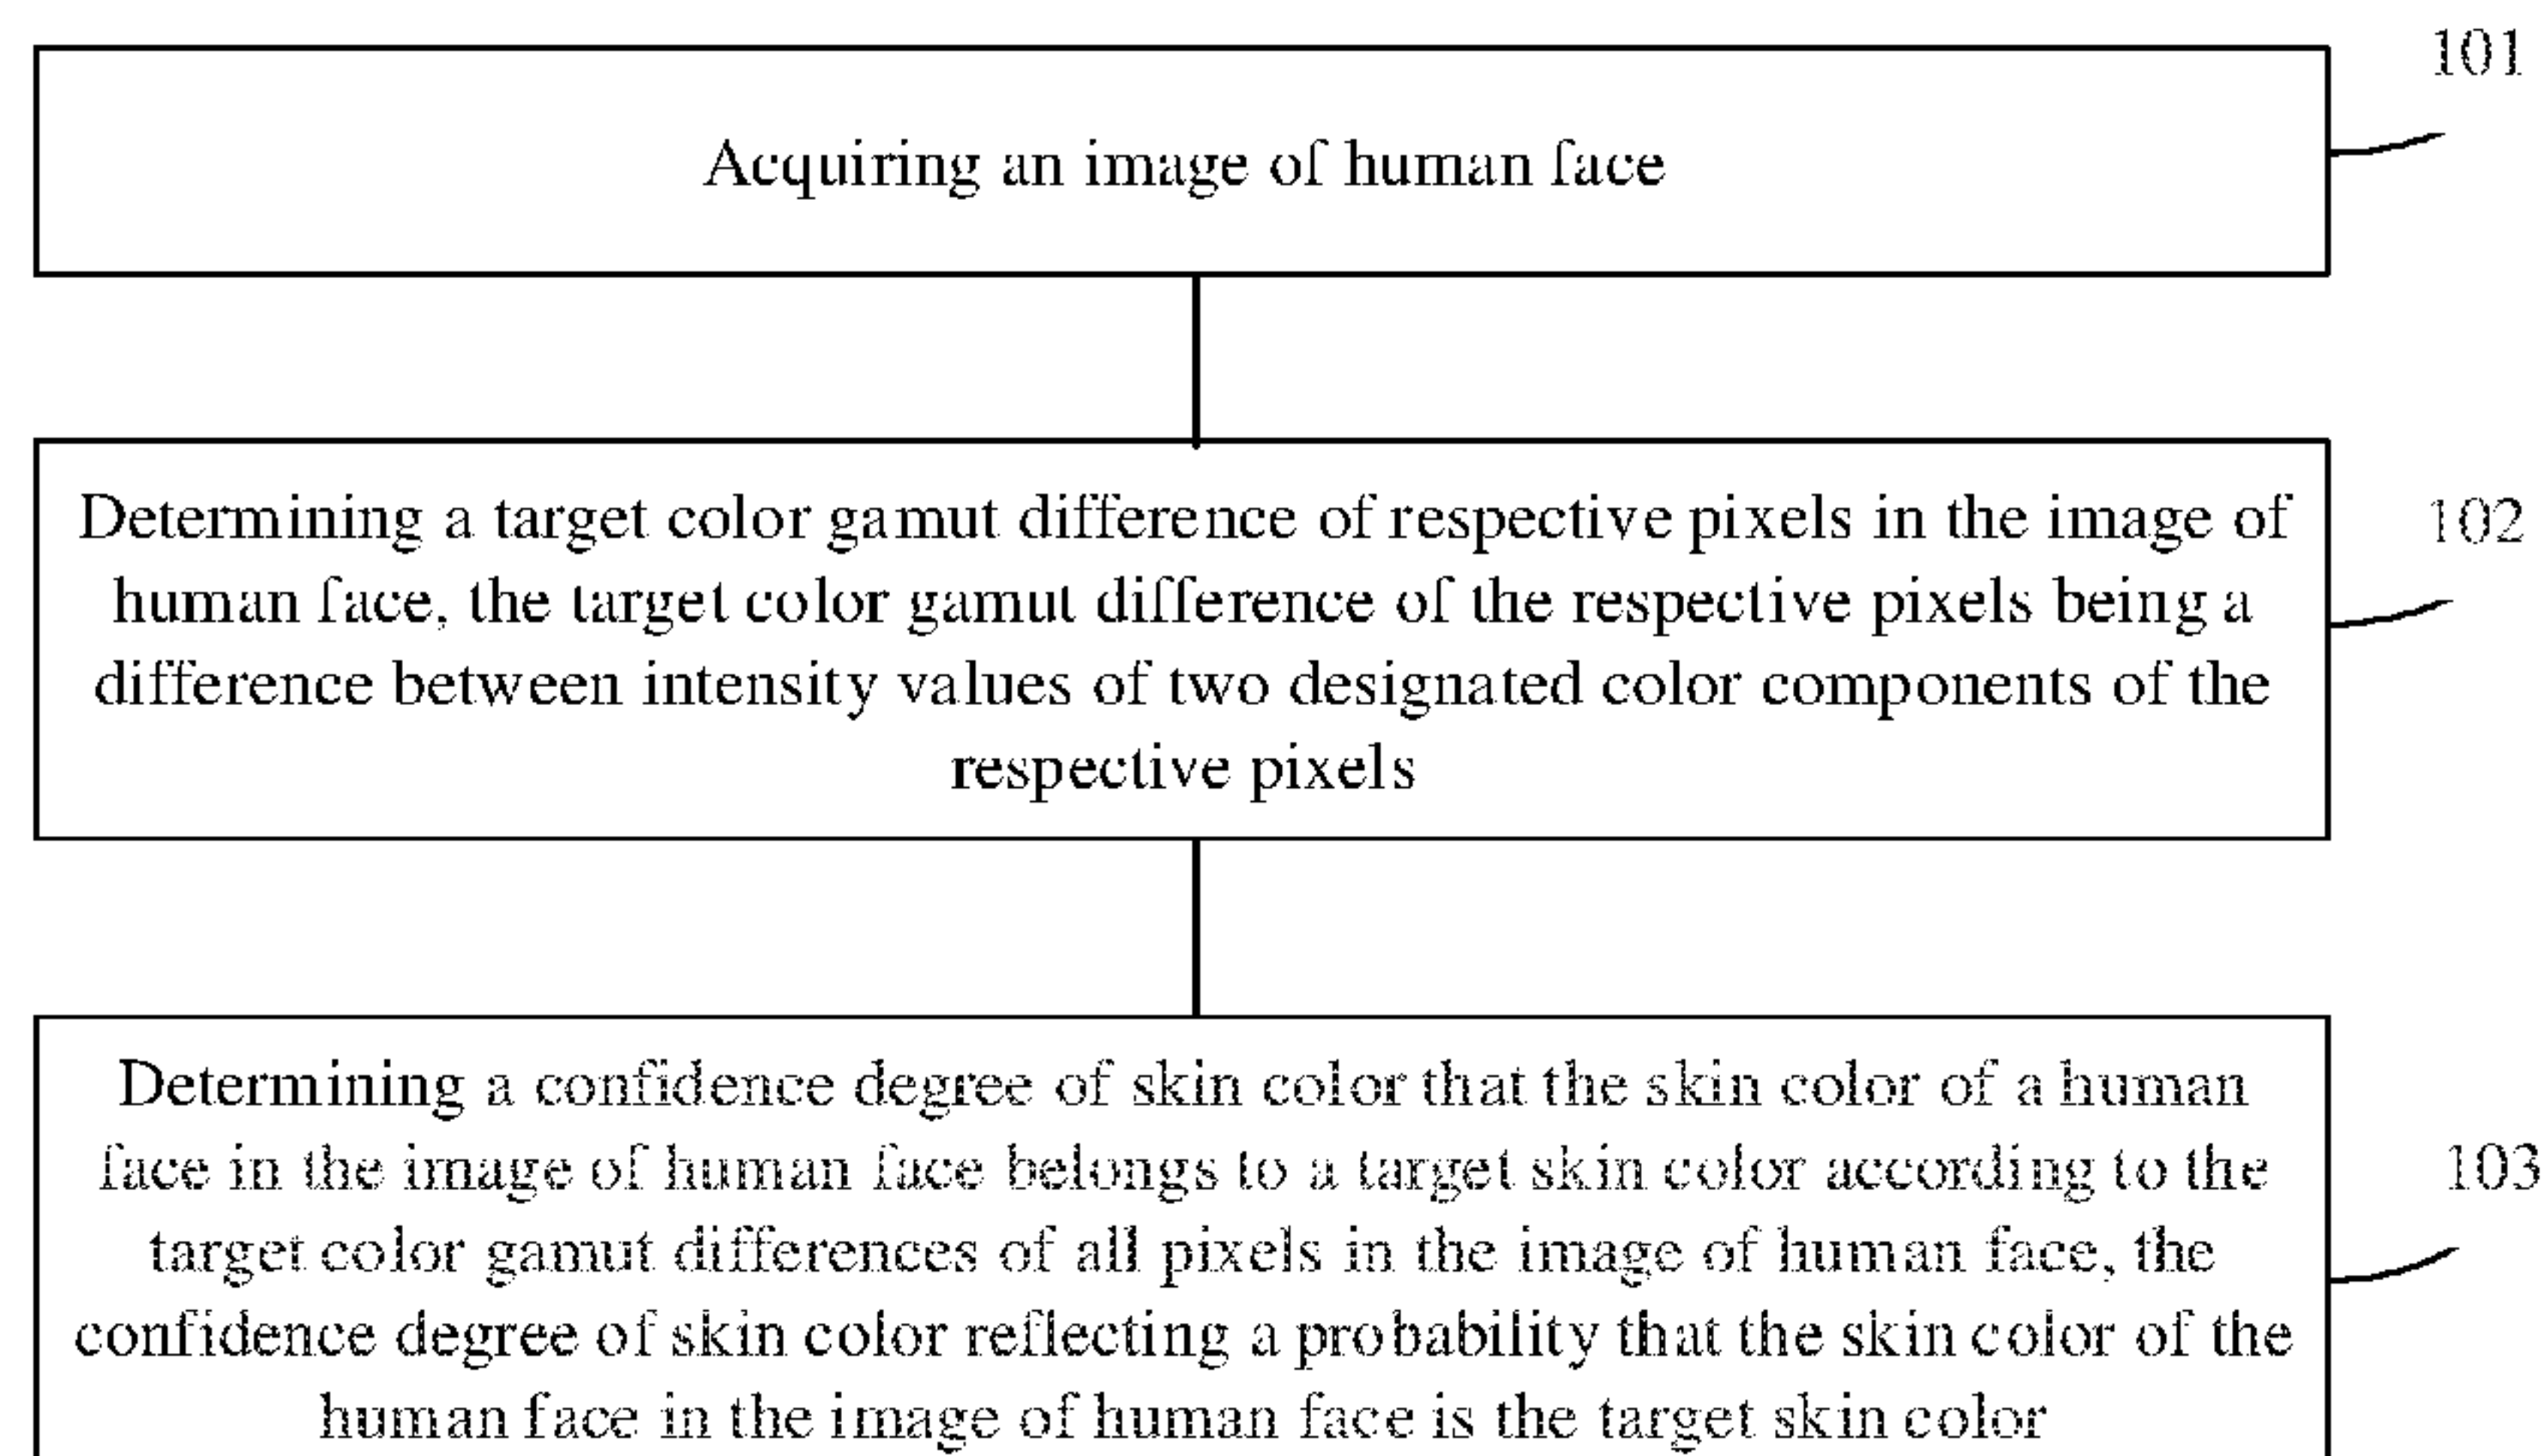 101
Acquiring an image of human face
Determining a target color gamut difference of respective pixels in the image of
102
human face, the target color gamut difference of the respective pixels being a
difference between intensity values of two designated color components of the
respective pixels
Determining a confidence degree of skin color that the skin color of a human
face in the image of human face belongs to a target skin color according to the
103
target color gamut differences of all pixels in the image of human face, the
confidence degree of skin color reflecting a probability that the skin color of the
human face in the image of human face is the target skin color